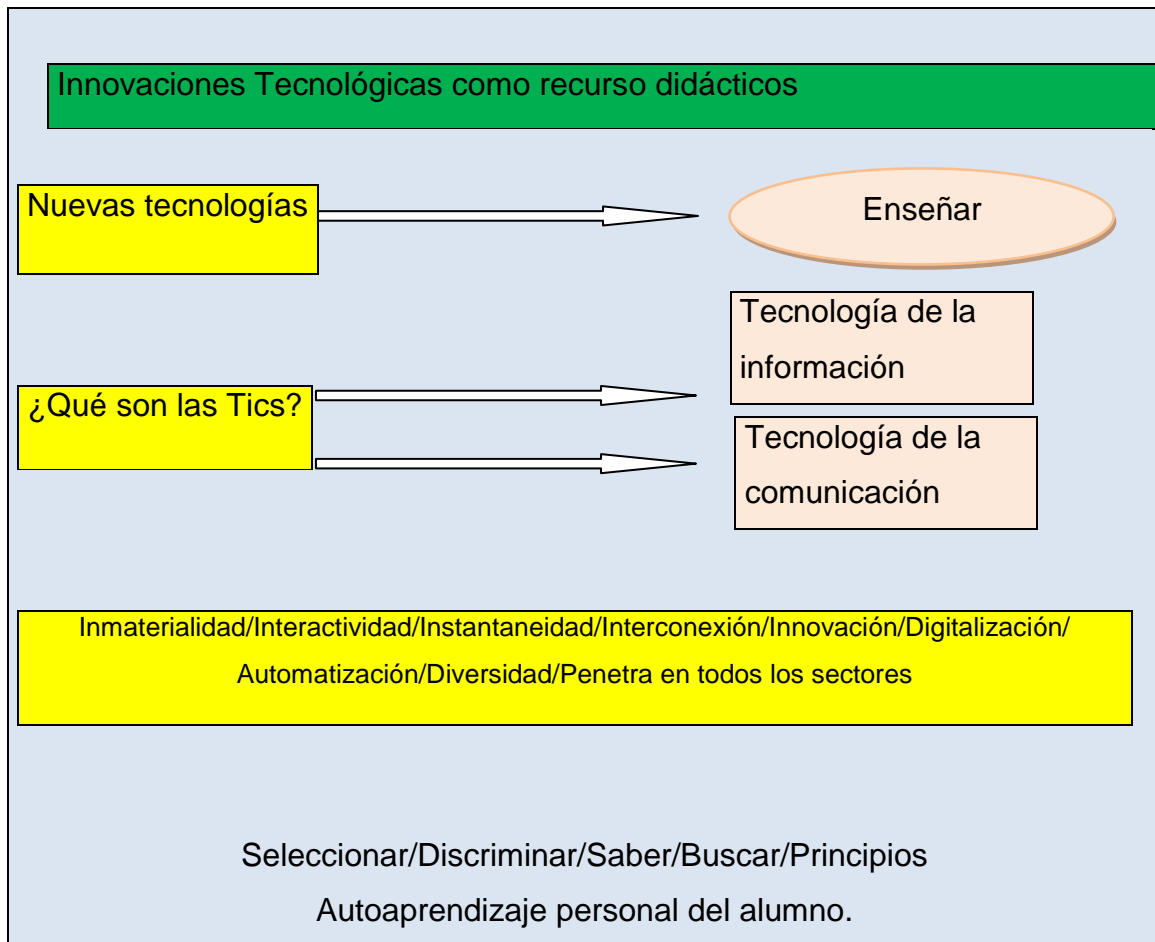 Innovaciones Tecnológicas como recurso didácticos
Nuevas tecnologías
Enseñar
Tecnología de la
información
¿Qué son las Tics?
Tecnología de la
comunicación
Inmaterialidad/Interactividad/Instantaneidad/Interconexión/Innovación/Digitalización/
Automatización/Diversidad/Penetra en todos los sectores
Seleccionar/Discriminar/Saber/Buscar/Principios
Autoaprendizaje personal del alumno.